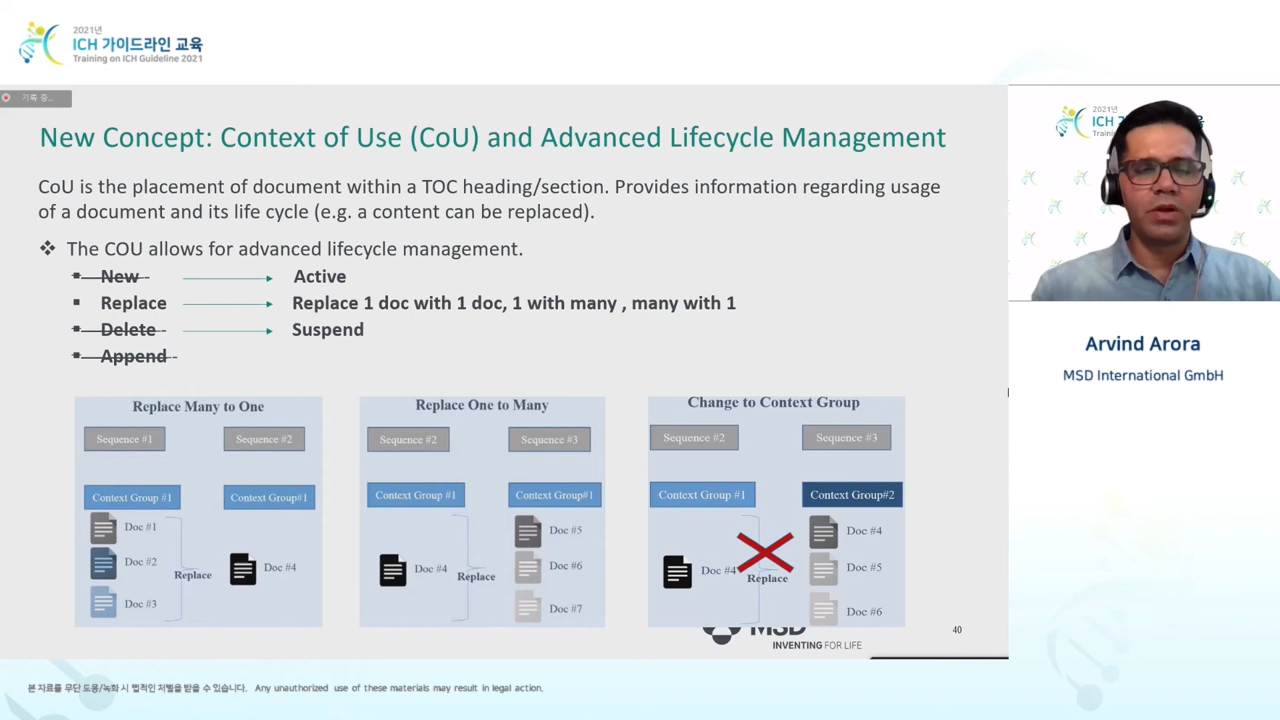 2021년
ICH 가이드라인 교육
Training on ICH Guideline 2021
기록 중...
New Concept: Context of Use (CoU) and Advanced Lifecycle Management
CoU is the placement of document within a TOC heading/section. Provides information regarding usage
of a document and its life cycle (e.g. a content can be replaced).
❖ The COU allows for advanced lifecycle management.
▪ New Active
▪ Replace Replace 1 doc with 1 doc, 1 with many , many with 1
▪ Delete Suspend
▪ Append
Replace Many to One
Sequence #1 Sequence #2
Context Group #1 Context Group#1
Doc #1
Doc #2
Doc #3
Replace
Doc #4
Replace One to Many
Sequence #2 Sequence #3
Context Group #1 Context Group#1
Doc #4
Replace
Doc #5
Doc #6
Doc #7
Change to Context Group
Sequence #2 Sequence #3
Context Group #1 Context Group#2
Doc #4
Replace
Doc #4
Doc #5
Doc #6
MSD
INVENTING FOR LIFE
40
2021년
ICH
Arvind Arora
MSD International GmbH
본 자료를 무단 도용/녹화 시 법적인 처벌을 받을 수 있습니다. Any unauthorized use of these materials may result in legal action.